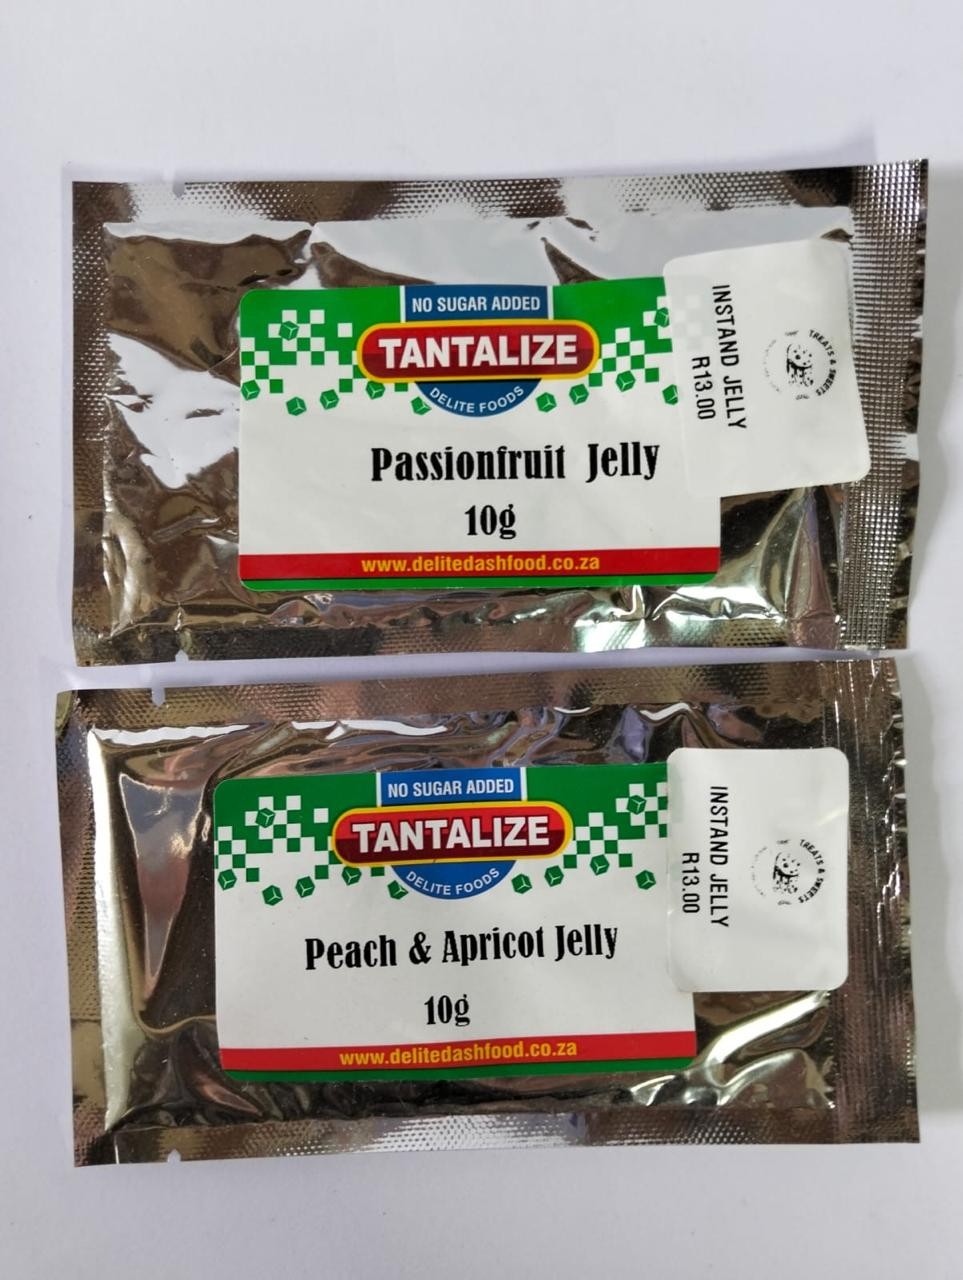 NO SUGAR ADDED
TANTALIZE
DELITE FOODS
Passionfruit Jelly
10g
www.delitedashfood.co.za
INSTAND JELLY
R13.00
TREATS & SWEETS
NO SUGAR ADDED
TANTALIZE
DELITE FOODS
Peach & Apricot Jelly
10g
www.delitedashfood.co.za
INSTAND JELLY
R13.00
TREATS & SWEETS